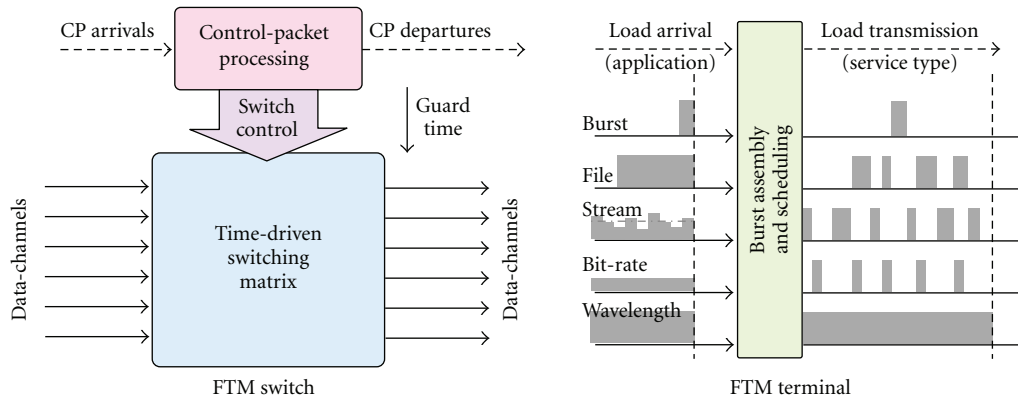 CP arrivals
Control-packet
processing
CP departures
Switch
control
Guard
time
Data-channels
Time-driven
switching
matrix
Data-channels
FTM switch
Load arrival
(application)
Load transmission
(service type)
Burst
File
Stream
Bit-rate
Wavelength
Burst assembly
and scheduling
FTM terminal